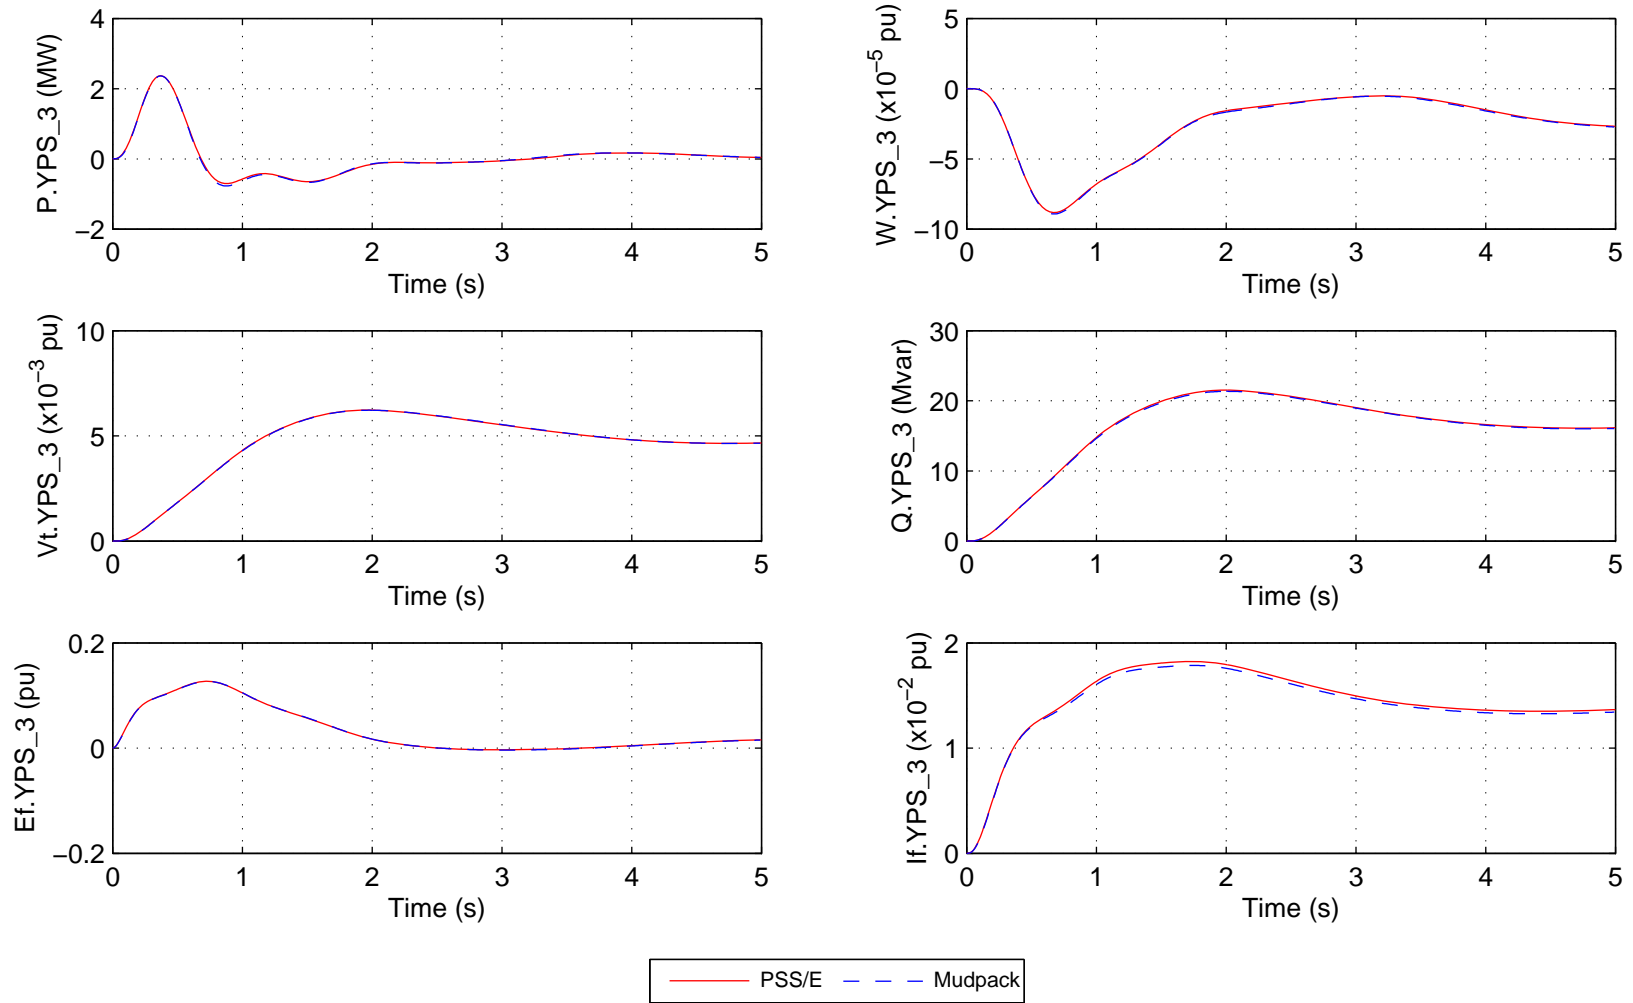 P.YPS_3 (MW)
4
2
0
−2
0 1 2 3 4 5
Time (s)
W.YPS_3 (x10−5 pu)
5
0
−5
−10
0 1 2 3 4 5
Time (s)
Vt.YPS_3 (x10−3 pu)
10
5
0
0 1 2 3 4 5
Time (s)
Q.YPS_3 (Mvar)
30
20
10
0
0 1 2 3 4 5
Time (s)
Ef.YPS_3 (pu)
0.2
0
−0.2
0 1 2 3 4 5
Time (s)
If.YPS_3 (x10−2 pu)
2
1
0
0 1 2 3 4 5
Time (s)
PSS/E Mudpack